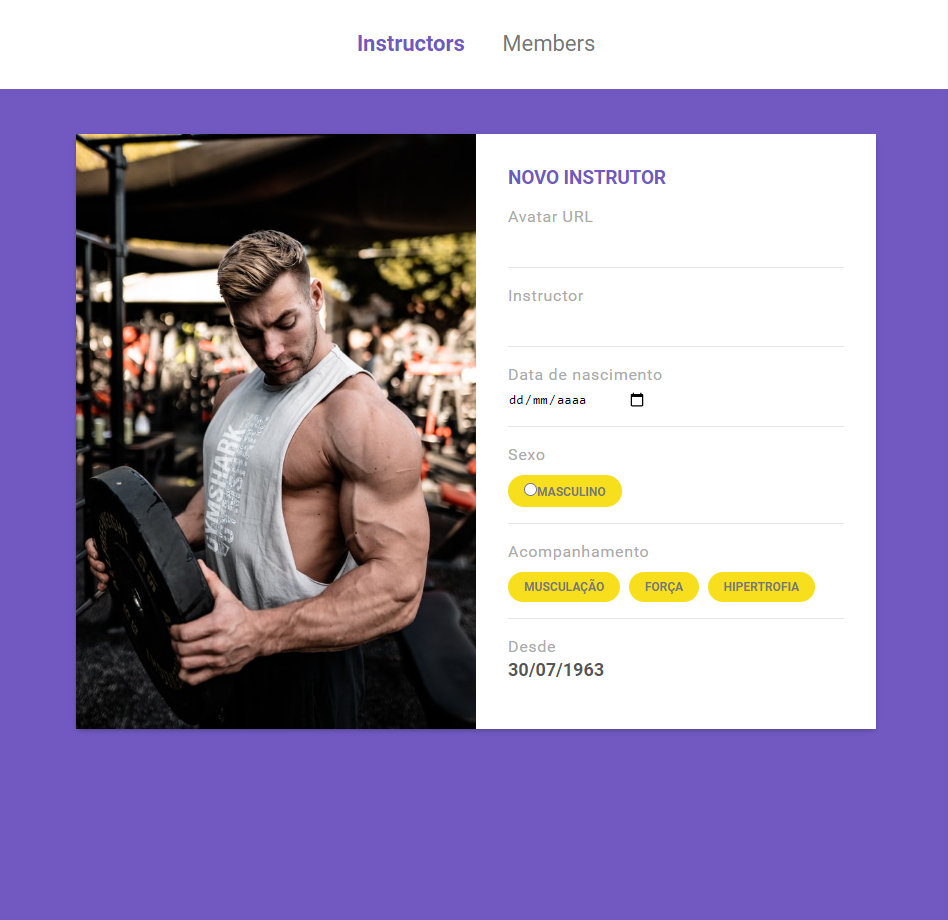 Instructors Members
NOVO INSTRUTOR
Avatar URL
Instructor
Data de nascimento
dd/mm/aaaa
Sexo
MASCULINO
Acompanhamento
MUSCULAÇÃO FORÇA HIPERTROFIA
Desde
30/07/1963
GYMSHARK